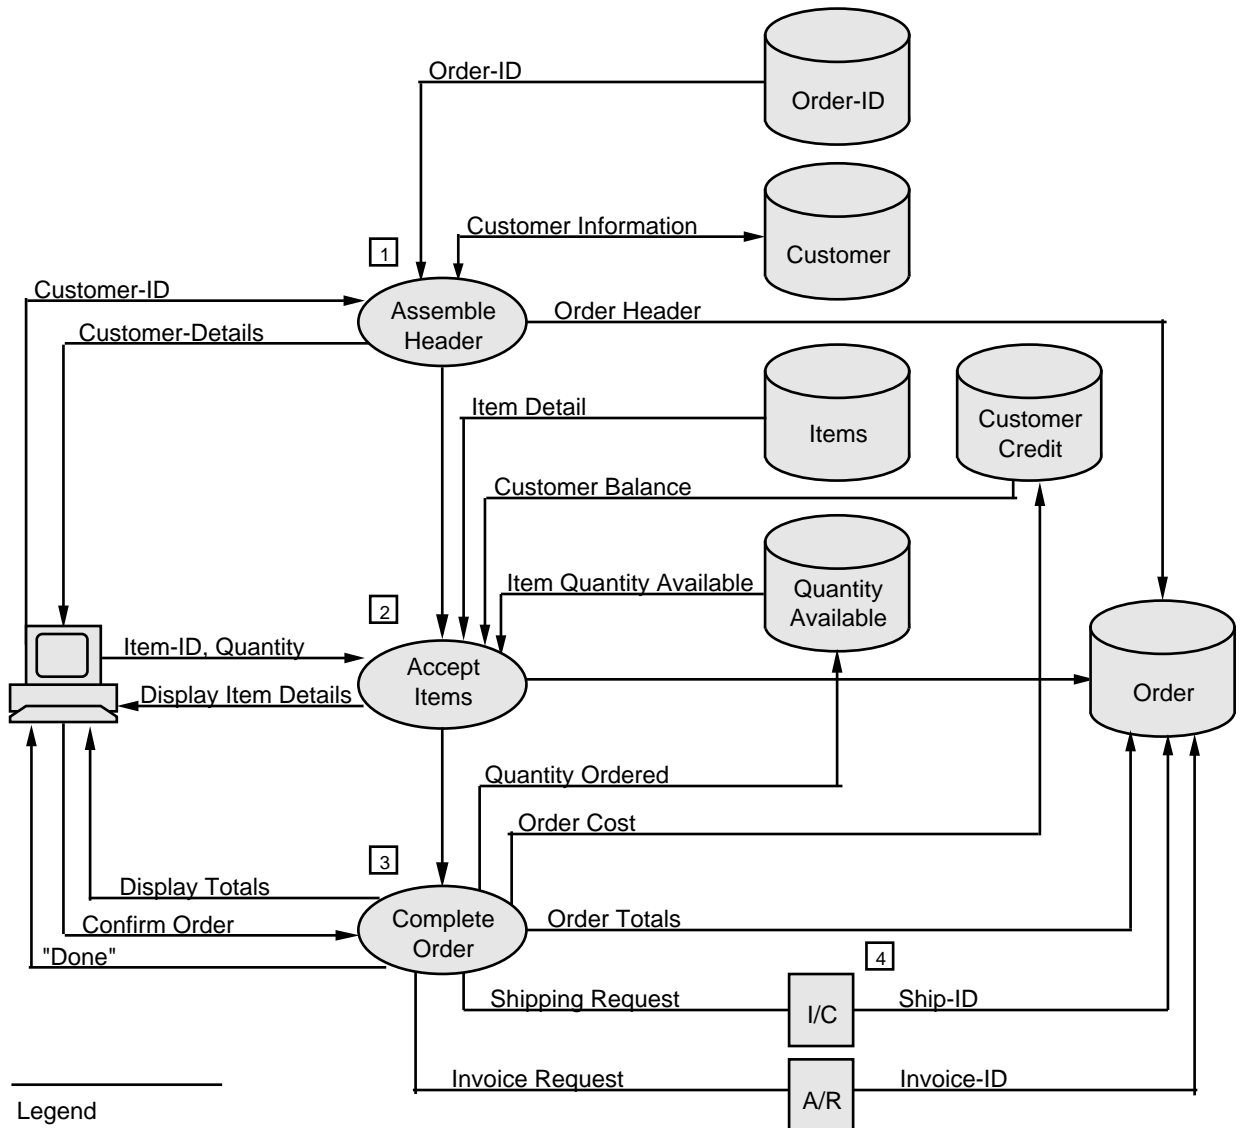 Order-ID
Order-ID
Customer Information
Customer
1
Customer-ID
Assemble
Header
Order Header
Customer-Details
Item Detail
Items
Customer
Credit
Customer Balance
Item Quantity Available
Quantity
Available
2
Item-ID, Quantity
Accept
Items
Display Item Details
Order
Quantity Ordered
Order Cost
3
Display Totals
Complete
Order
Order Totals
Confirm Order
"Done"
4
Shipping Request
I/C
Ship-ID
Invoice Request
A/R
Invoice-ID
Legend